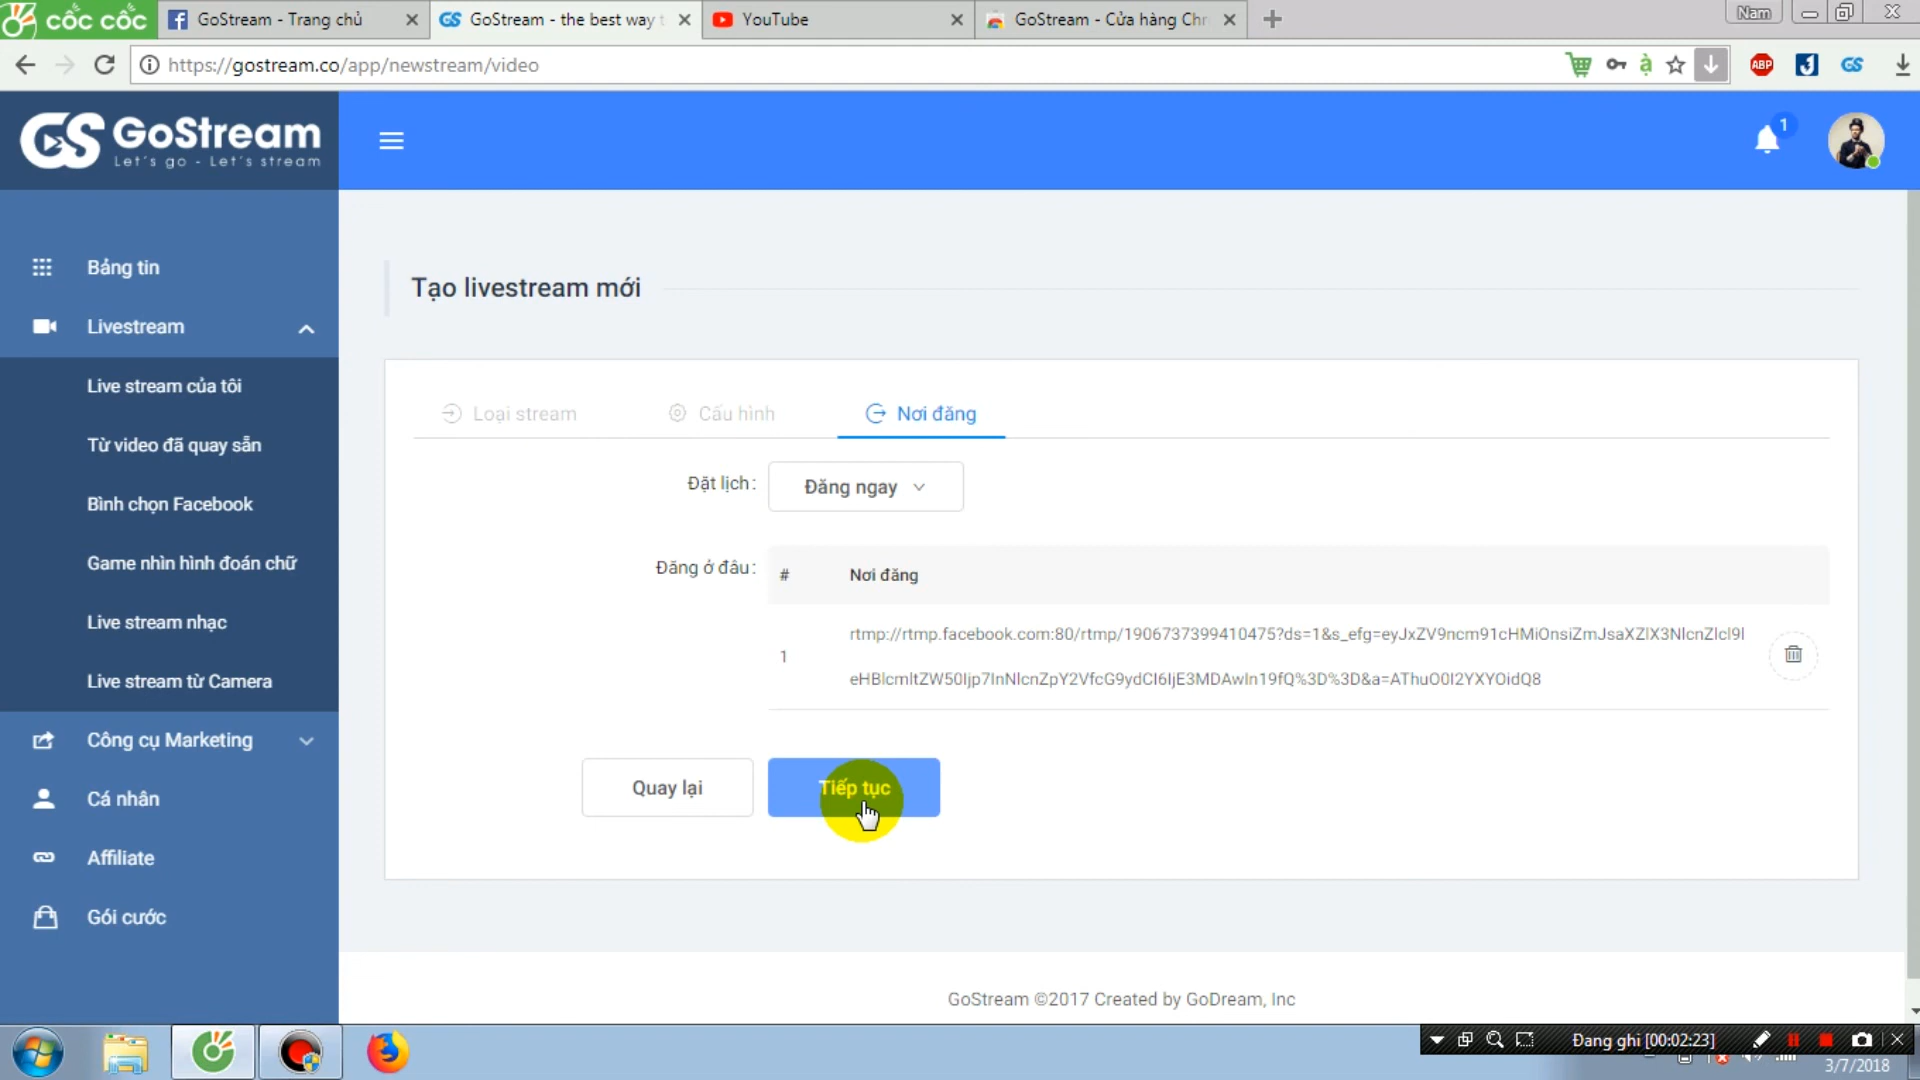 cốc cốc
GoStream - Trang chủ
GoStream - the best way t
YouTube
GoStream - Cửa hàng Chr
Nam
https://gostream.co/app/newstream/video
ABP
GS
GS GoStream
Let's go - Let's stream
1
Bảng tin
Livestream
Live stream của tôi
Từ video đã quay sẵn
Bình chọn Facebook
Game nhìn hình đoán chữ
Live stream nhạc
Live stream từ Camera
Công cụ Marketing
Cá nhân
Affiliate
Gói cước
Tạo livestream mới
Loại stream
Cấu hình
Nơi đăng
Đặt lịch:
Đăng ngay
Đăng ở đâu:
# Nơi đăng
1
rtmp://rtmp.facebook.com:80/rtmp/1906737399410475?ds=1&s_efg=eyJxZV9ncm91cHMiOnsiZmJsaXZlX3NlcnZlcl9l
eHBlcmltZW50Ijp7InNlcnZpY2VfcG9ydCI6IjE3MDAwIn19fQ%3D%3D&a=AThuO0I2YXYOidQ8
Quay lại
Tiếp tục
GoStream ©2017 Created by GoDream, Inc
Đang ghi [00:02:23]
3/7/2018